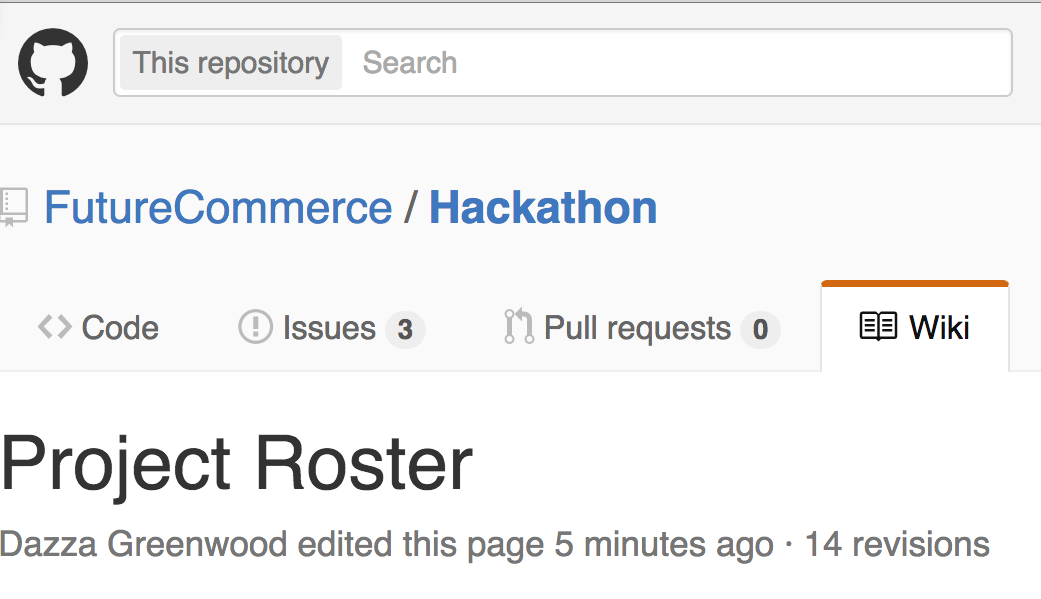 This repository Search
FutureCommerce / Hackathon
Code Issues 3 Pull requests 0 Wiki
Project Roster
Dazza Greenwood edited this page 5 minutes ago · 14 revisions